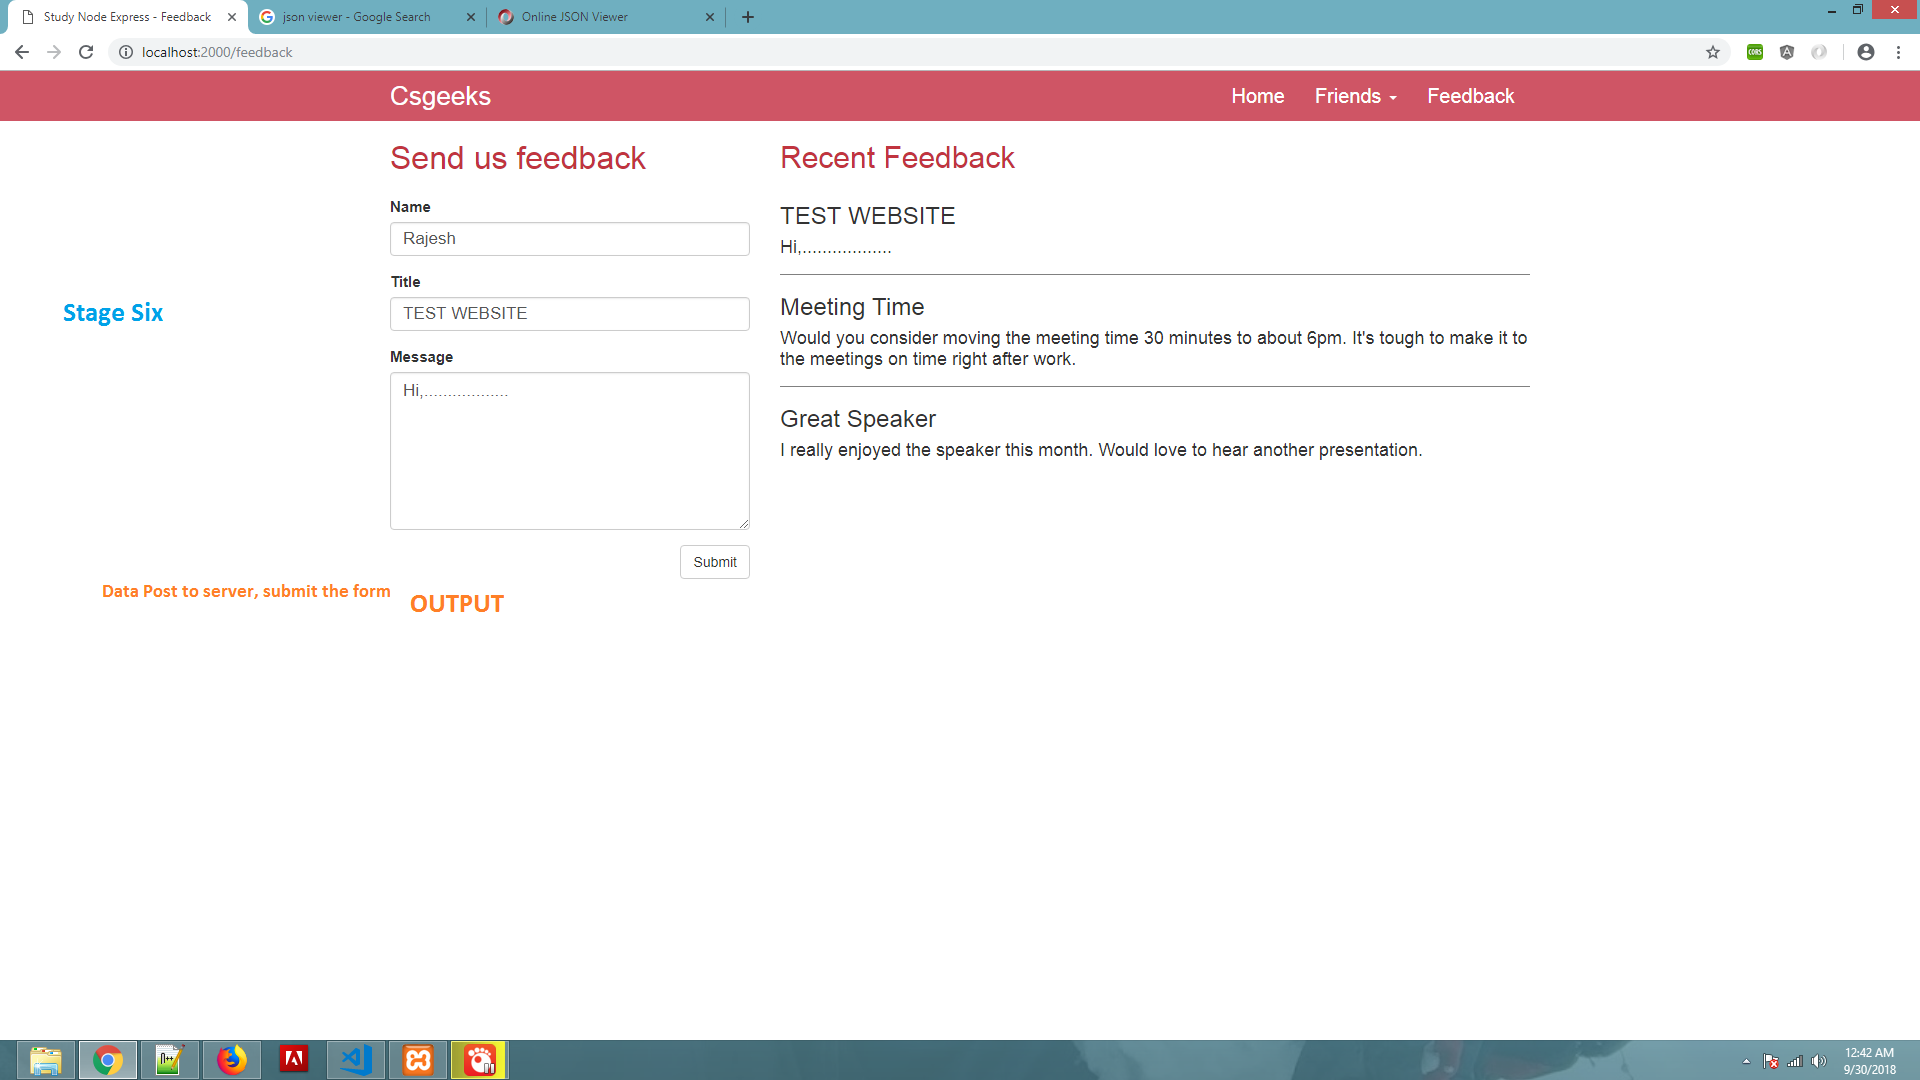 Study Node Express - Feedback
json viewer - Google Search
Online JSON Viewer
localhost:2000/feedback
CORS
Csgeeks
Home
Friends
Feedback
Send us feedback
Name
Rajesh
Title
TEST WEBSITE
Message
Hi,..................
Submit
Recent Feedback
TEST WEBSITE
Hi,..................
Meeting Time
Would you consider moving the meeting time 30 minutes to about 6pm. It's tough to make it to
the meetings on time right after work.
Great Speaker
I really enjoyed the speaker this month. Would love to hear another presentation.
Stage Six
Data Post to server, submit the form
OUTPUT
12:42 AM
9/30/2018